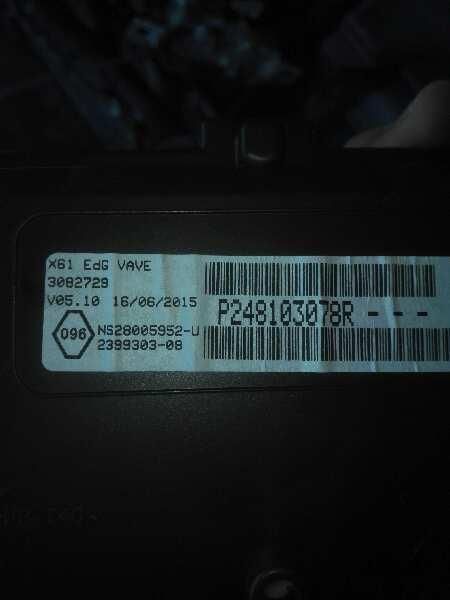 X61 EdG VAVE
3082729
V05.10 16/06/2015
P248103078R---
096
NS28005952-U
2399303-08